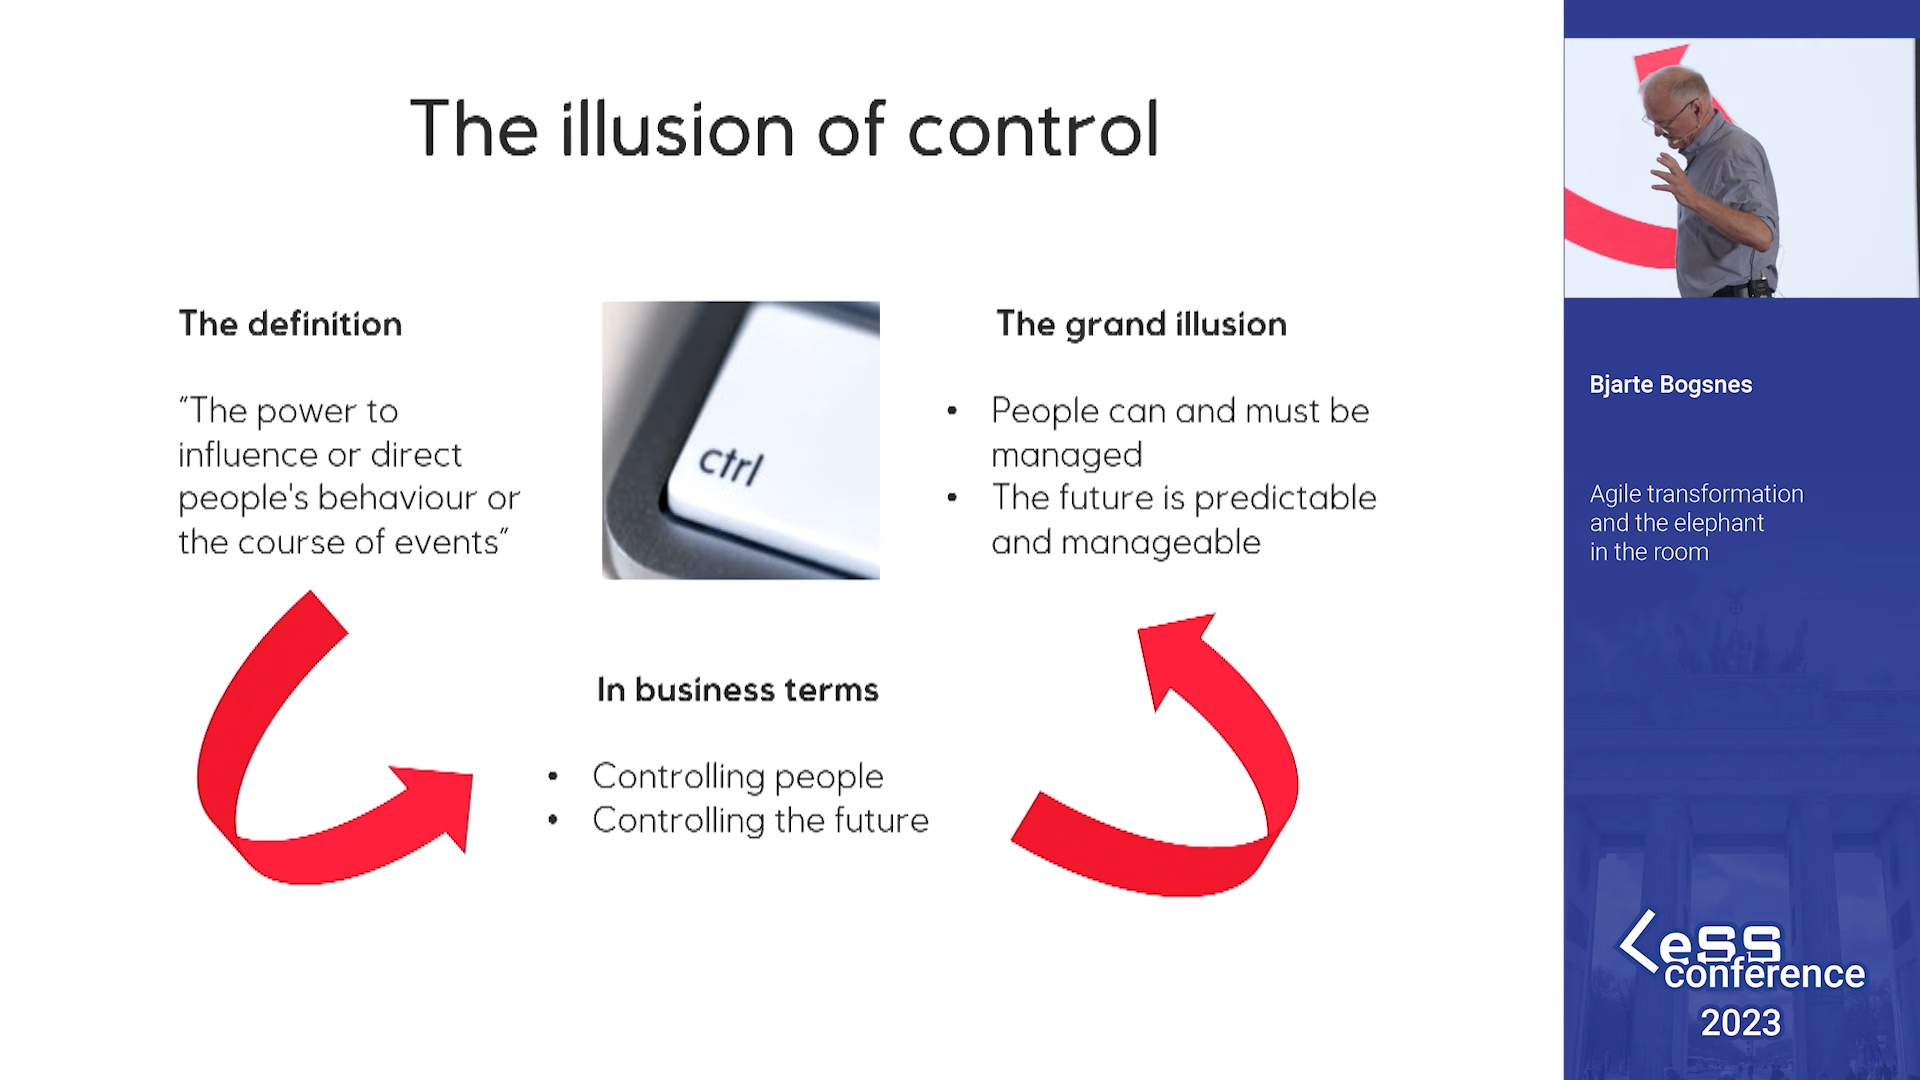 The illusion of control
The definition
"The power to
influence or direct
people's behaviour or
the course of events"
ctrl
The grand illusion
• People can and must be
managed
• The future is predictable
and manageable
In business terms
• Controlling people
• Controlling the future
Bjarte Bogsnes
Agile transformation
and the elephant
in the room
LeSS
conference
2023